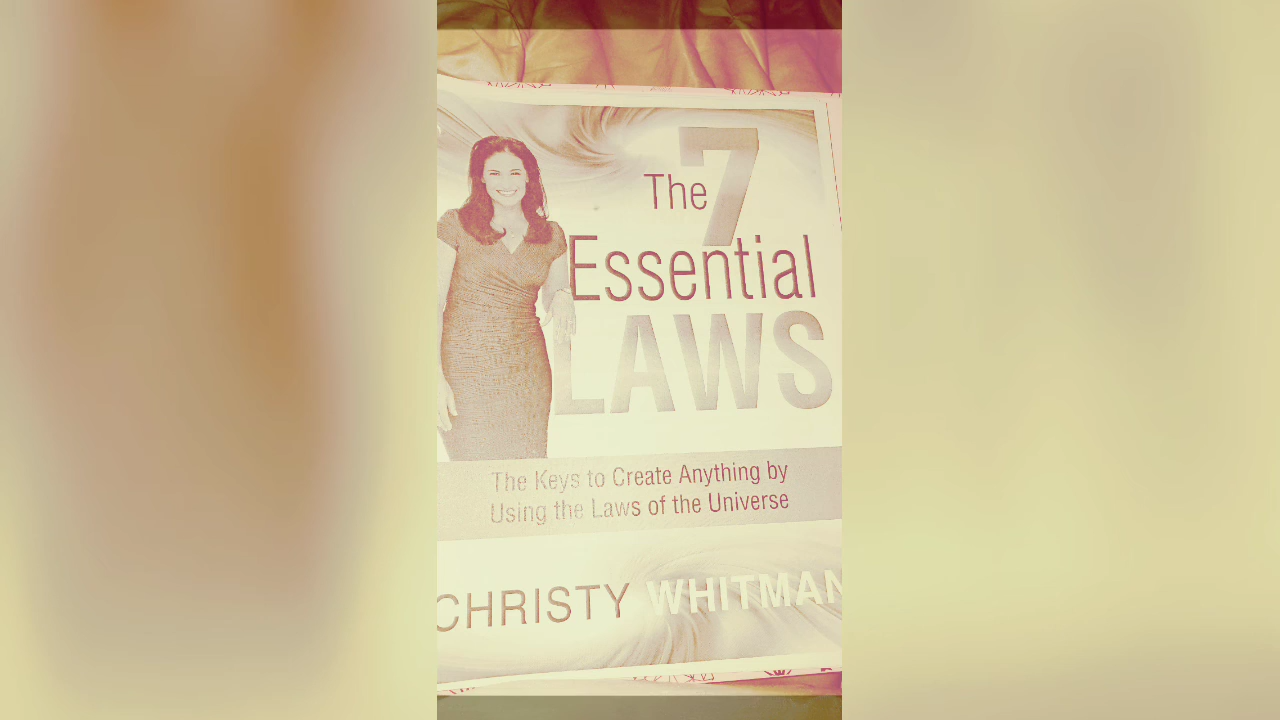 The 7
Essential
LAWS
The Keys to Create Anything by
Using the Laws of the Universe
CHRISTY WHITMAN